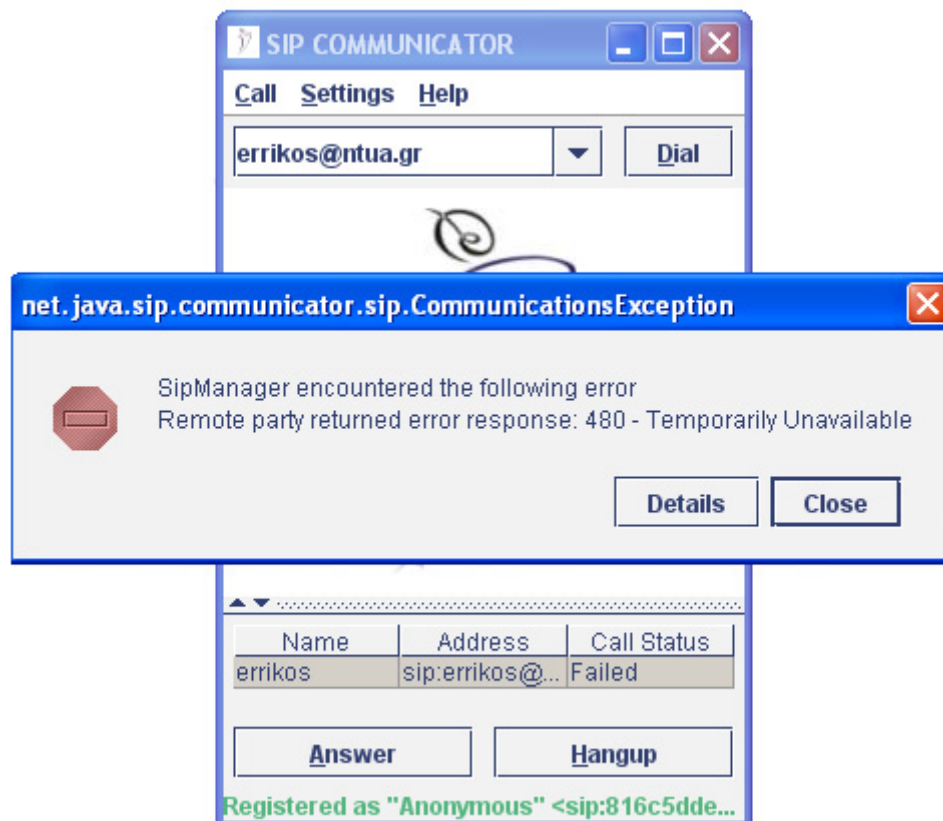 SIP COMMUNICATOR
Call Settings Help
errikos@ntua.gr Dial
net.java.sip.communicator.sip.CommunicationsException
SipManager encountered the following error
Remote party returned error response: 480 - Temporarily Unavailable
Details Close
Name Address Call Status
errikos sip:errikos@... Failed
Answer Hangup
Registered as "Anonymous" <sip:816c5dde...